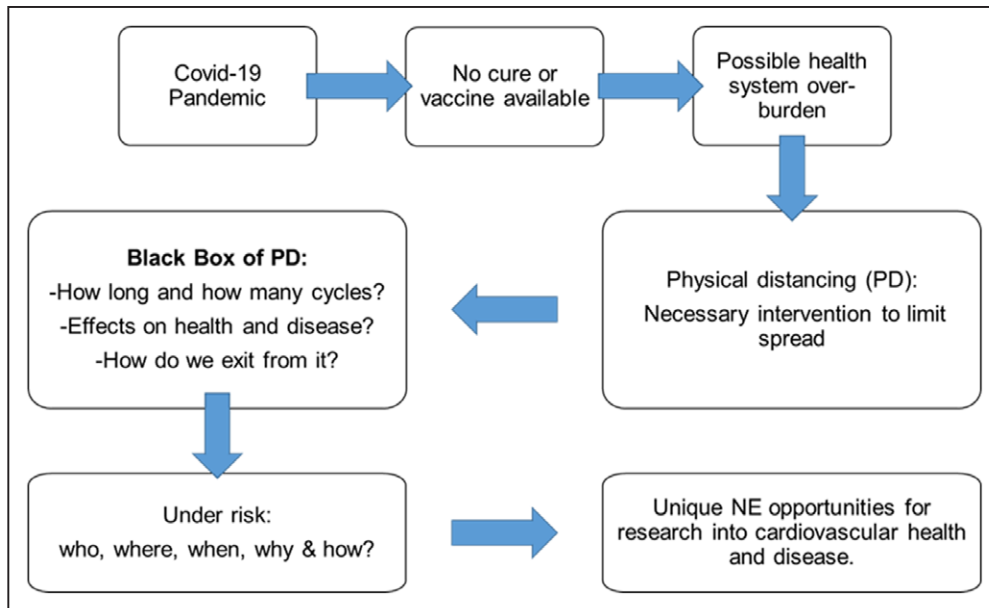 Covid-19
Pandemic
No cure or
vaccine available
Possible health
system over-
burden
Physical distancing (PD):
Necessary intervention to limit
spread
Black Box of PD:
-How long and how many cycles?
-Effects on health and disease?
-How do we exit from it?
Under risk:
who, where, when, why & how?
Unique NE opportunities for
research into cardiovascular health
and disease.